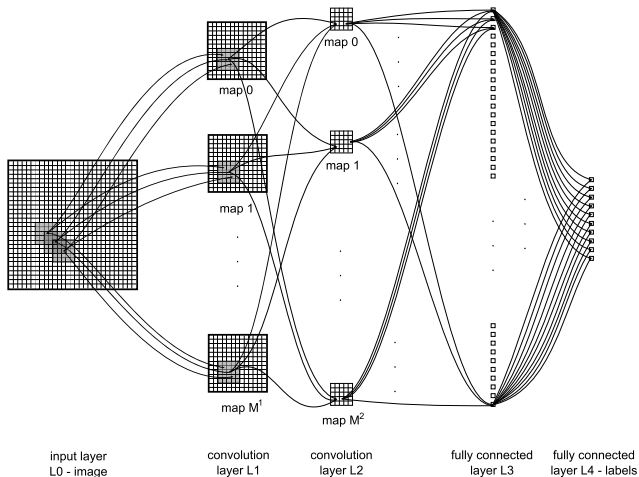 map 0
map 0
map 1
map 1
map M¹
map M²
input layer
L0 - image
convolution
layer L1
convolution
layer L2
fully connected
layer L3
fully connected
layer L4 - labels